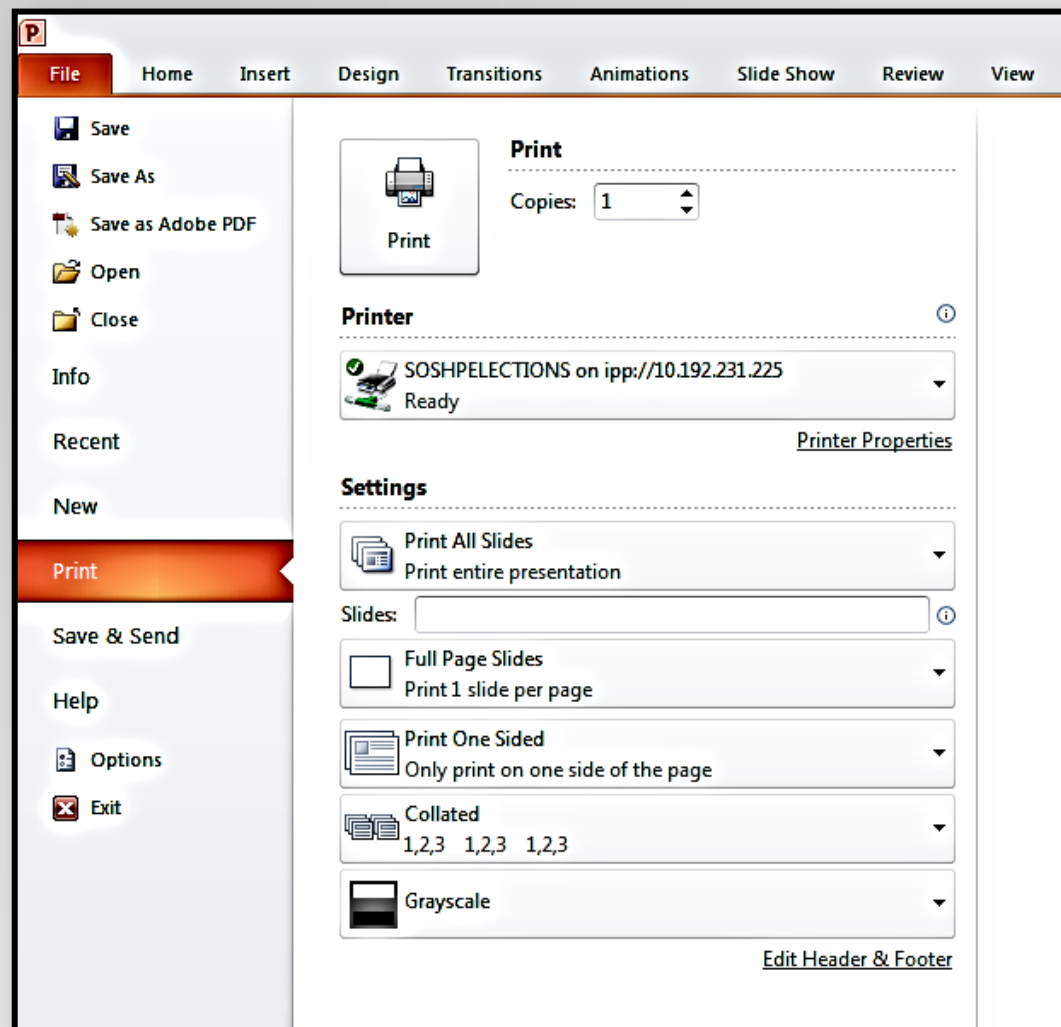 P
File Home Insert Design Transitions Animations Slide Show Review View
Save
Save As
Save as Adobe PDF
Open
Close
Info
Recent
New
Print
Save & Send
Help
Options
Exit
Print
Print
Copies: 1
Printer
SOSHPELECTIONS on ipp://10.192.231.225
Ready
Printer Properties
Settings
Print All Slides
Print entire presentation
Slides:
Full Page Slides
Print 1 slide per page
Print One Sided
Only print on one side of the page
Collated
1,2,3 1,2,3 1,2,3
Grayscale
Edit Header & Footer